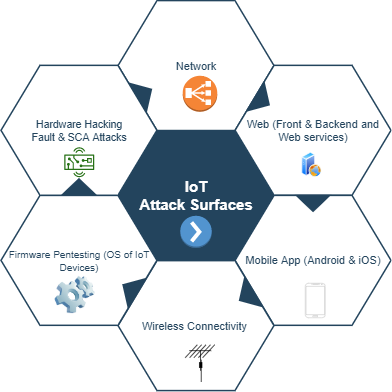 Network
Web (Front & Backend and
Web services)
Mobile App (Android & iOS)
Wireless Connectivity
Firmware Pentesting (OS of IoT
Devices)
Hardware Hacking
Fault & SCA Attacks
IoT
Attack Surfaces